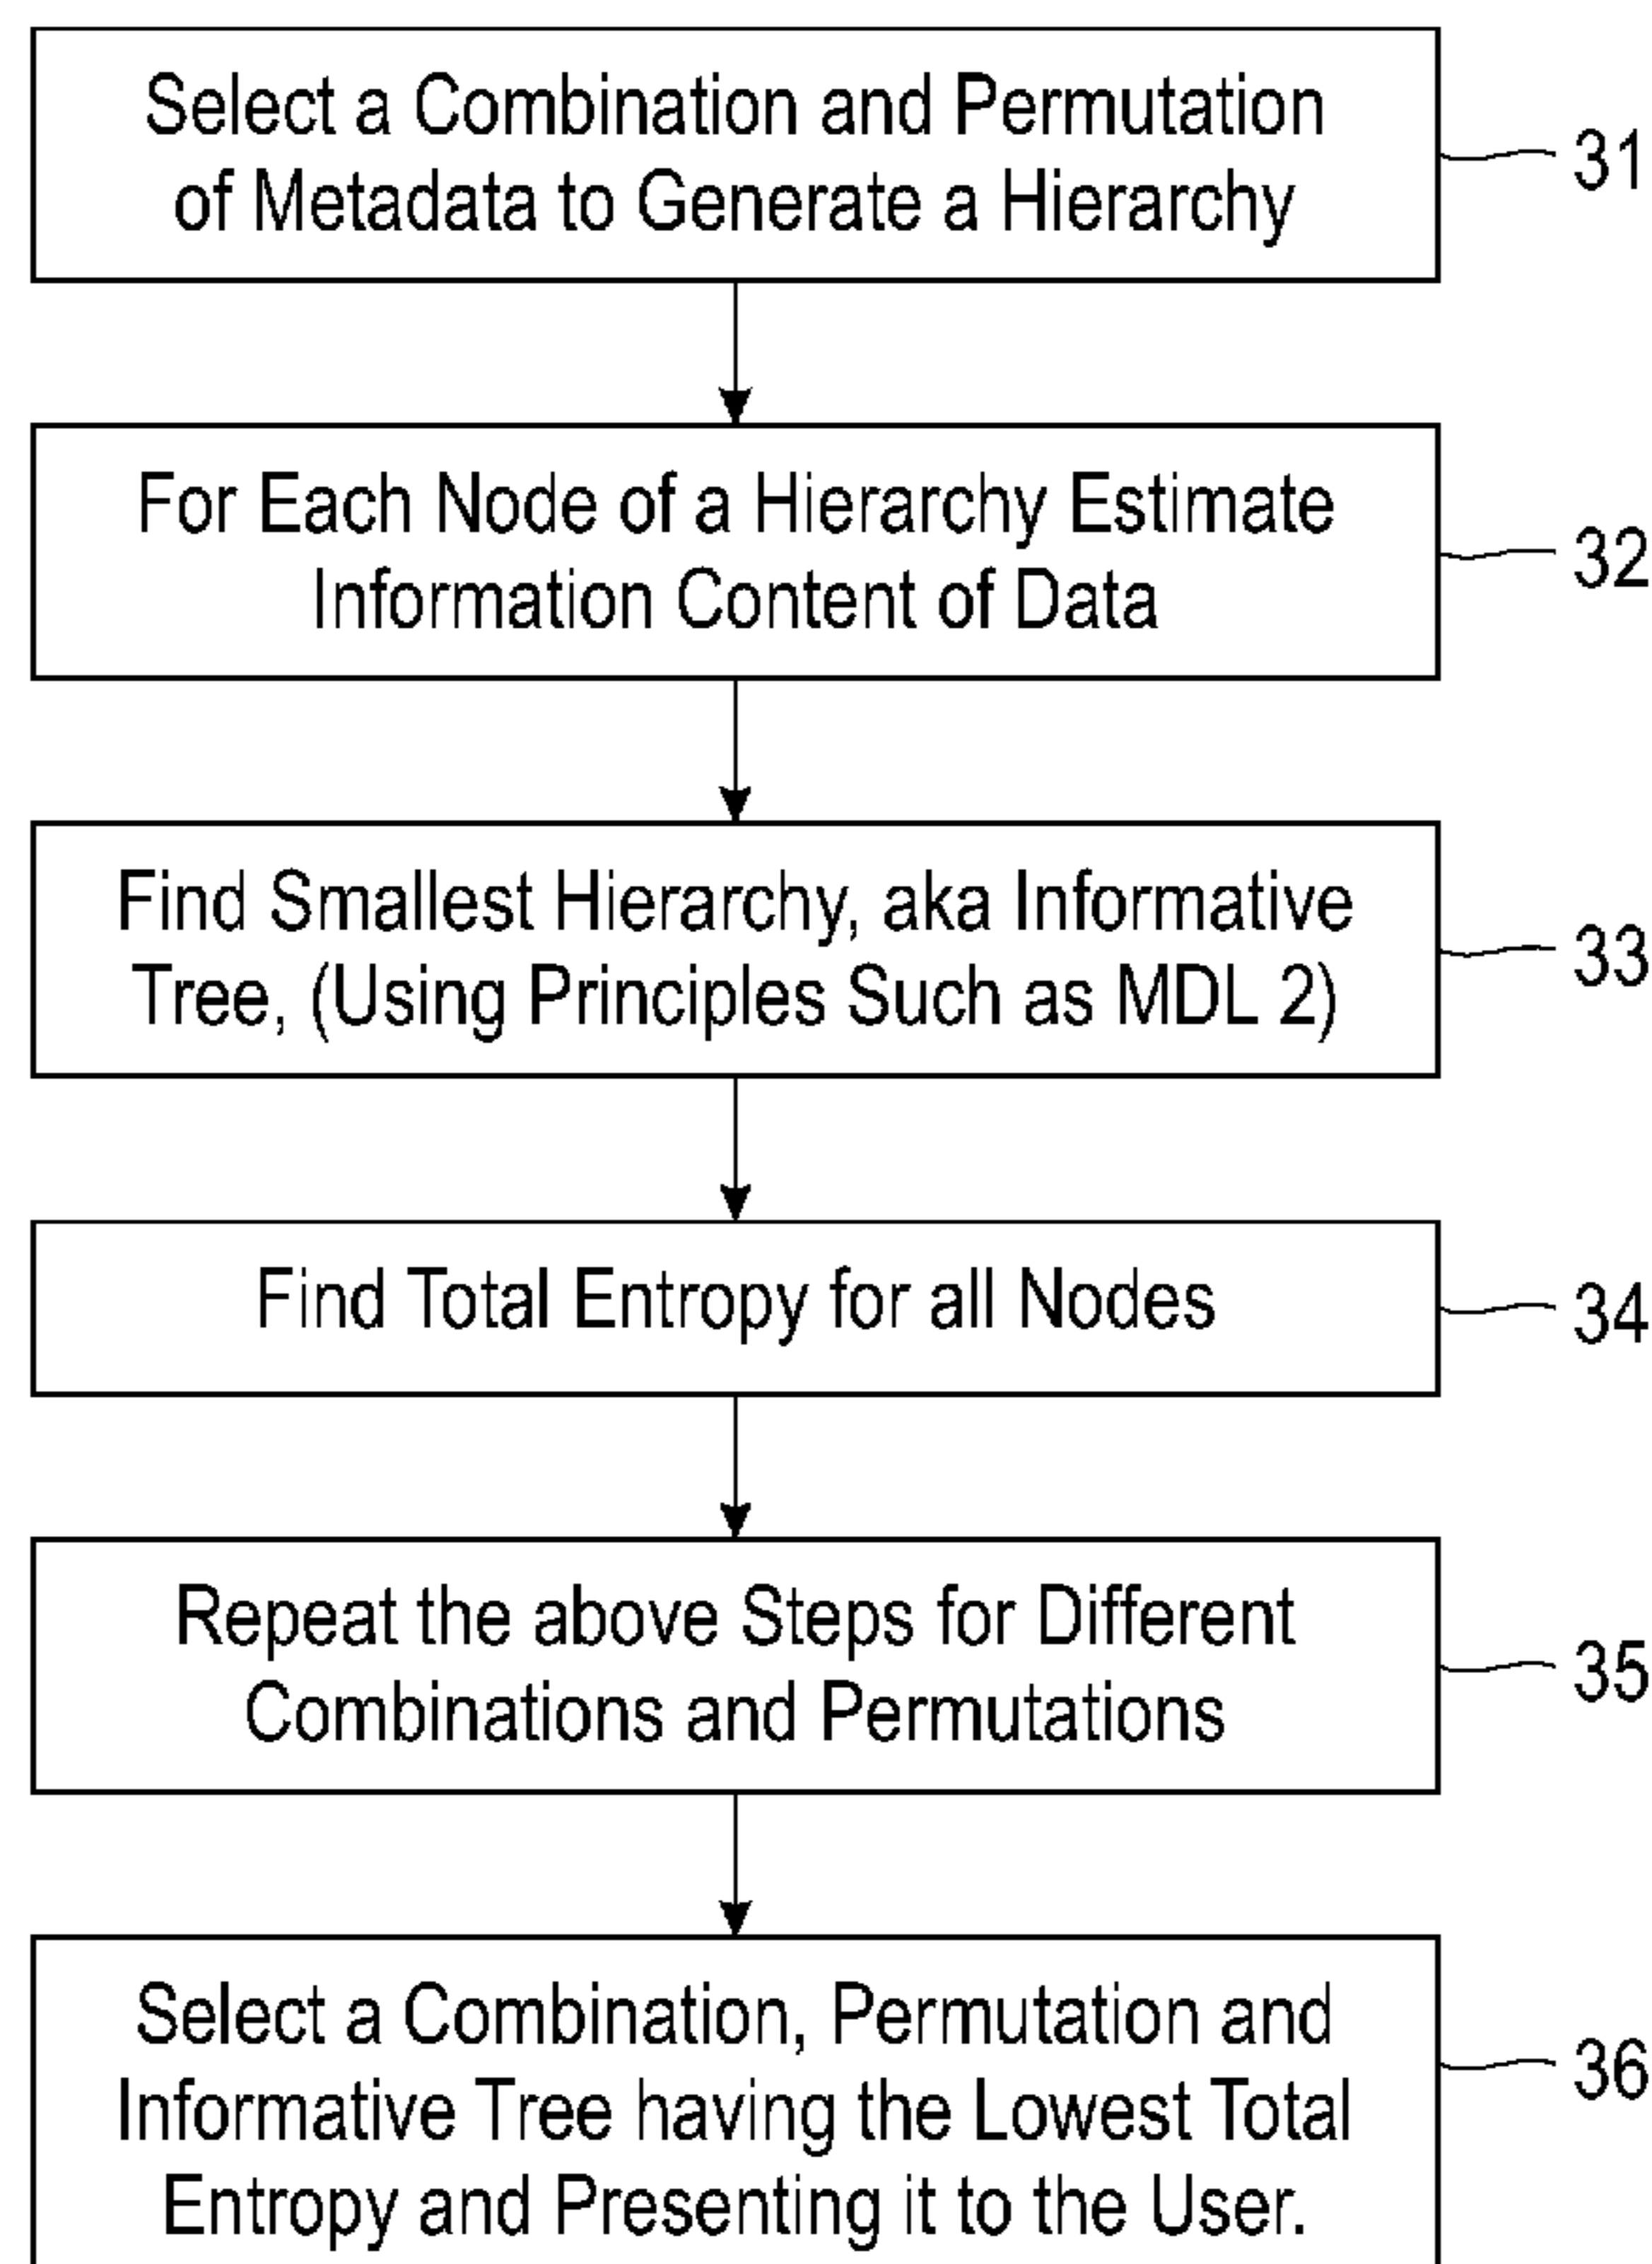 Select a Combination and Permutation
of Metadata to Generate a Hierarchy
31
For Each Node of a Hierarchy Estimate
Information Content of Data
32
Find Smallest Hierarchy, aka Informative
Tree, (Using Principles Such as MDL 2)
33
Find Total Entropy for all Nodes
34
Repeat the above Steps for Different
Combinations and Permutations
35
Select a Combination, Permutation and
Informative Tree having the Lowest Total
Entropy and Presenting it to the User.
36